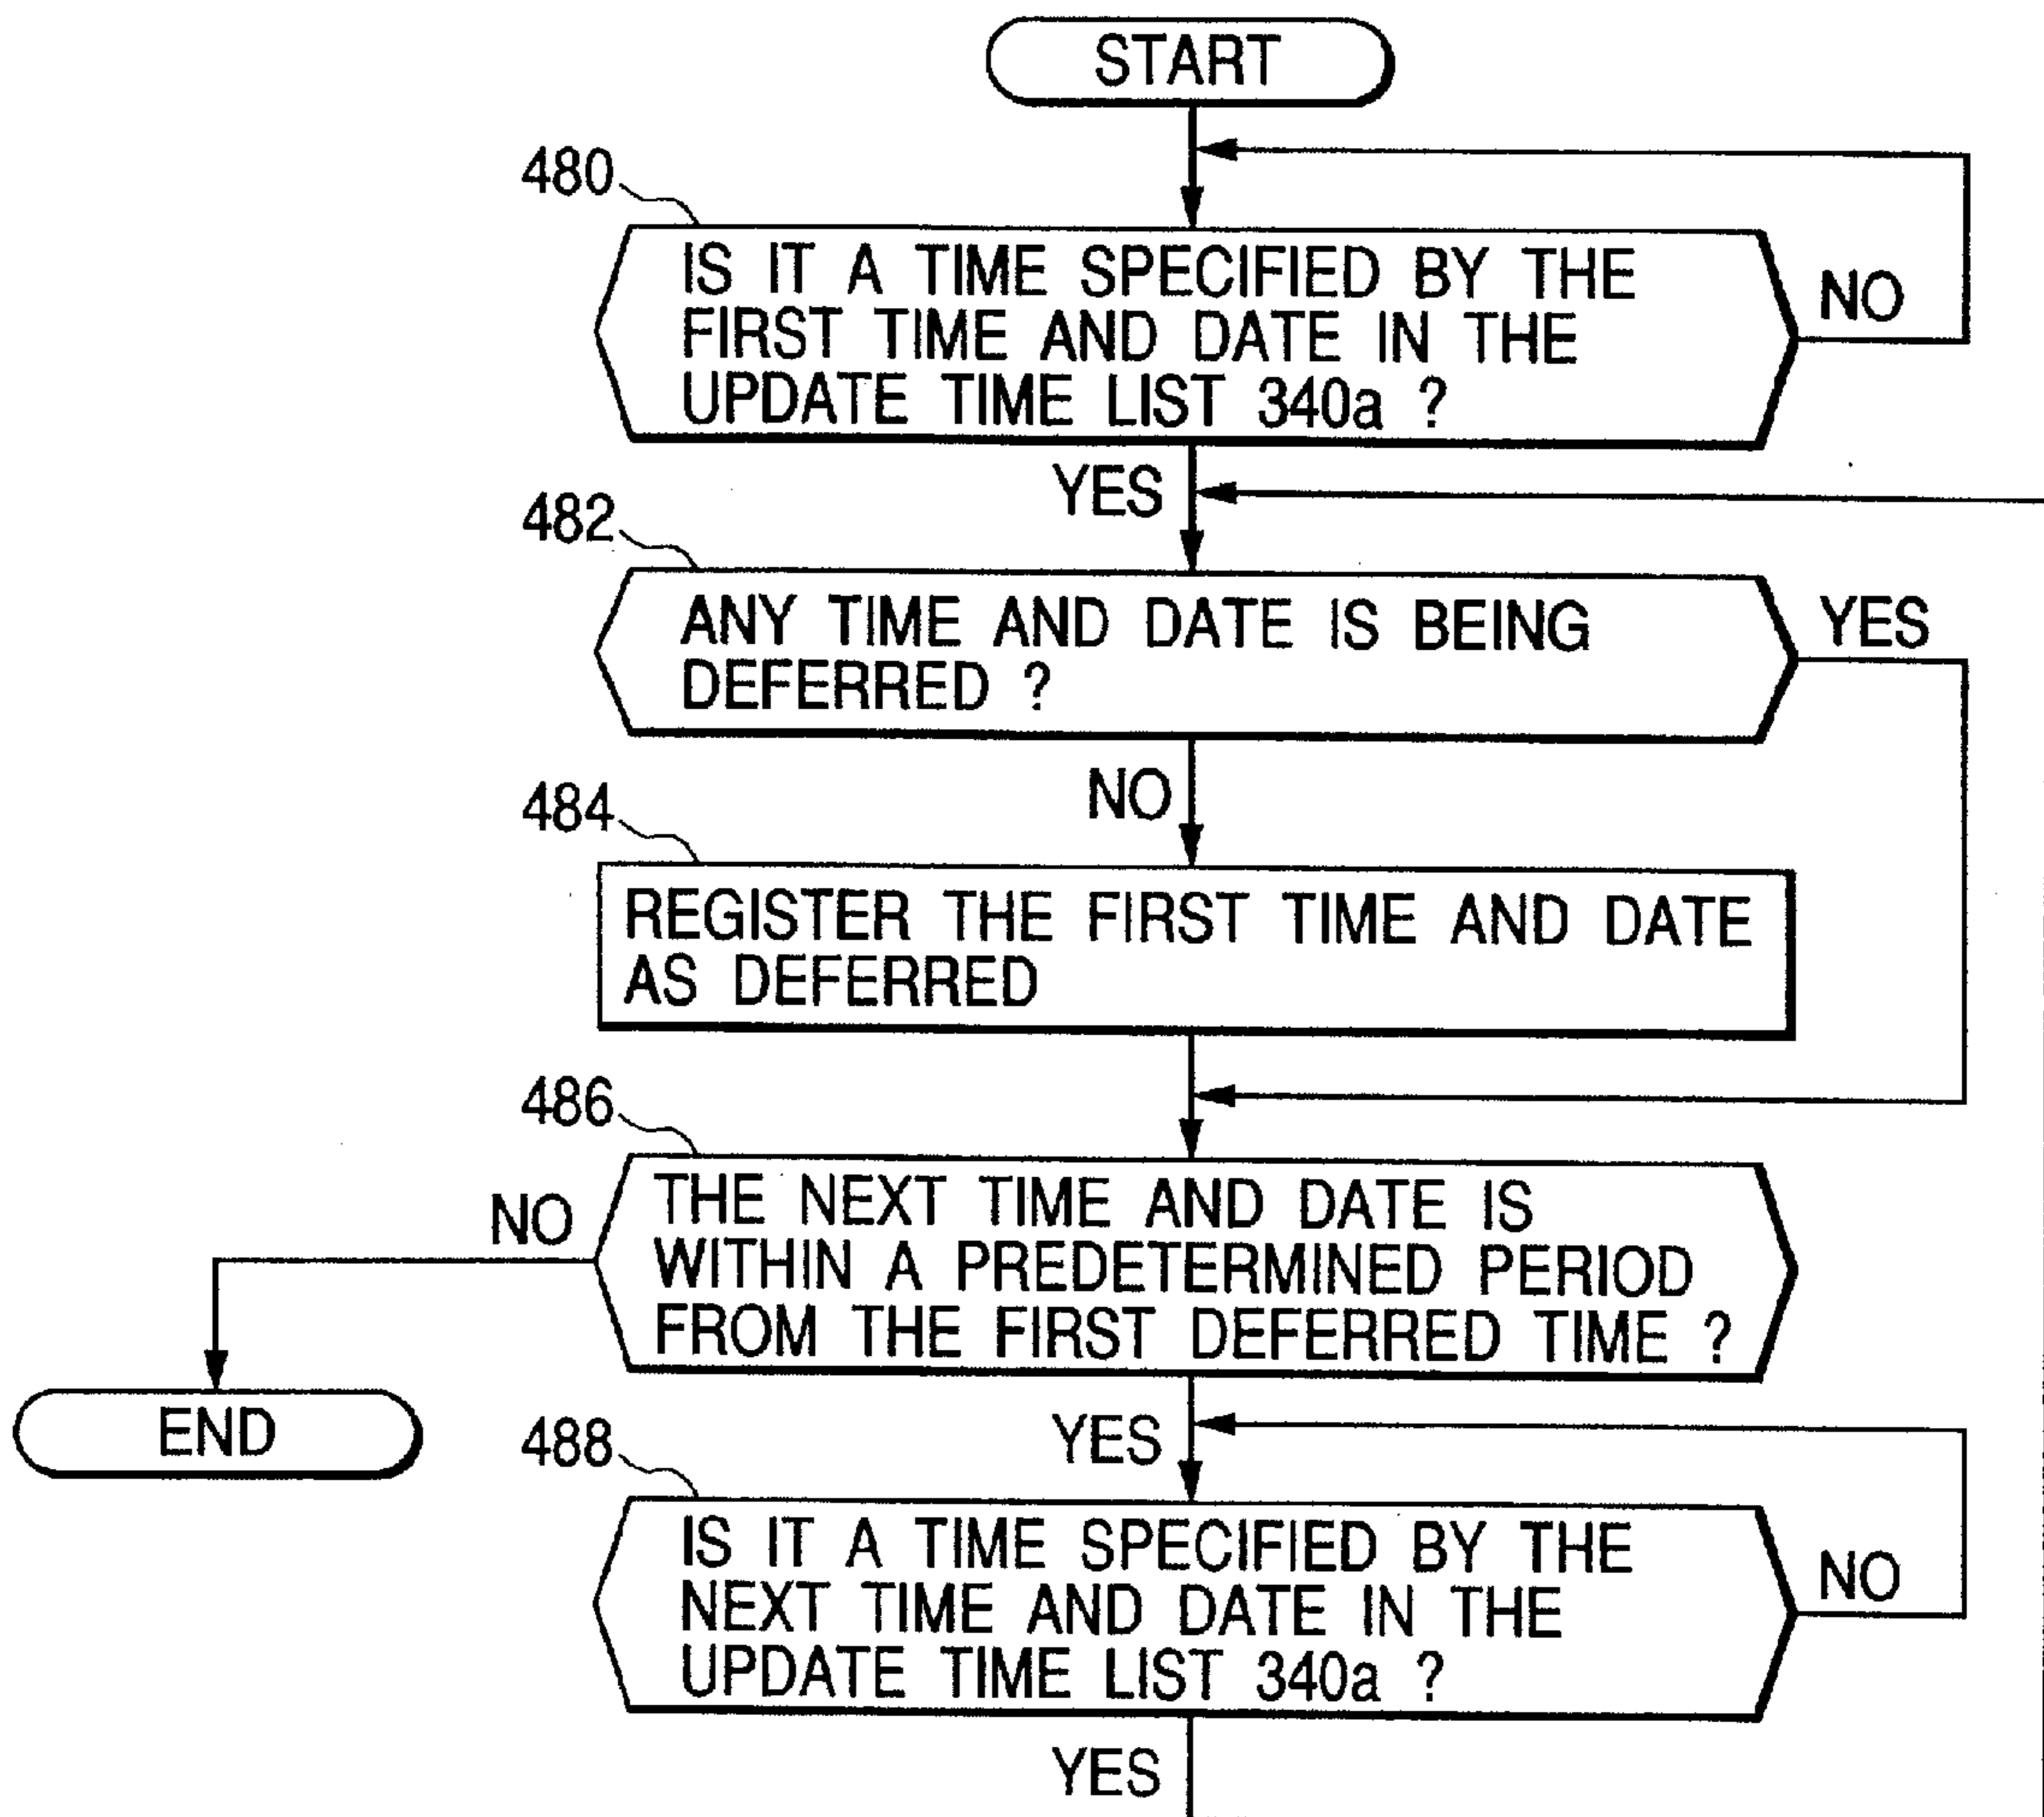 START
480
IS IT A TIME SPECIFIED BY THE
FIRST TIME AND DATE IN THE
UPDATE TIME LIST 340a ?
NO
YES
482
ANY TIME AND DATE IS BEING
DEFERRED ?
YES
NO
484
REGISTER THE FIRST TIME AND DATE
AS DEFERRED
486
THE NEXT TIME AND DATE IS
WITHIN A PREDETERMINED PERIOD
FROM THE FIRST DEFERRED TIME ?
NO
END
YES
488
IS IT A TIME SPECIFIED BY THE
NEXT TIME AND DATE IN THE
UPDATE TIME LIST 340a ?
NO
YES